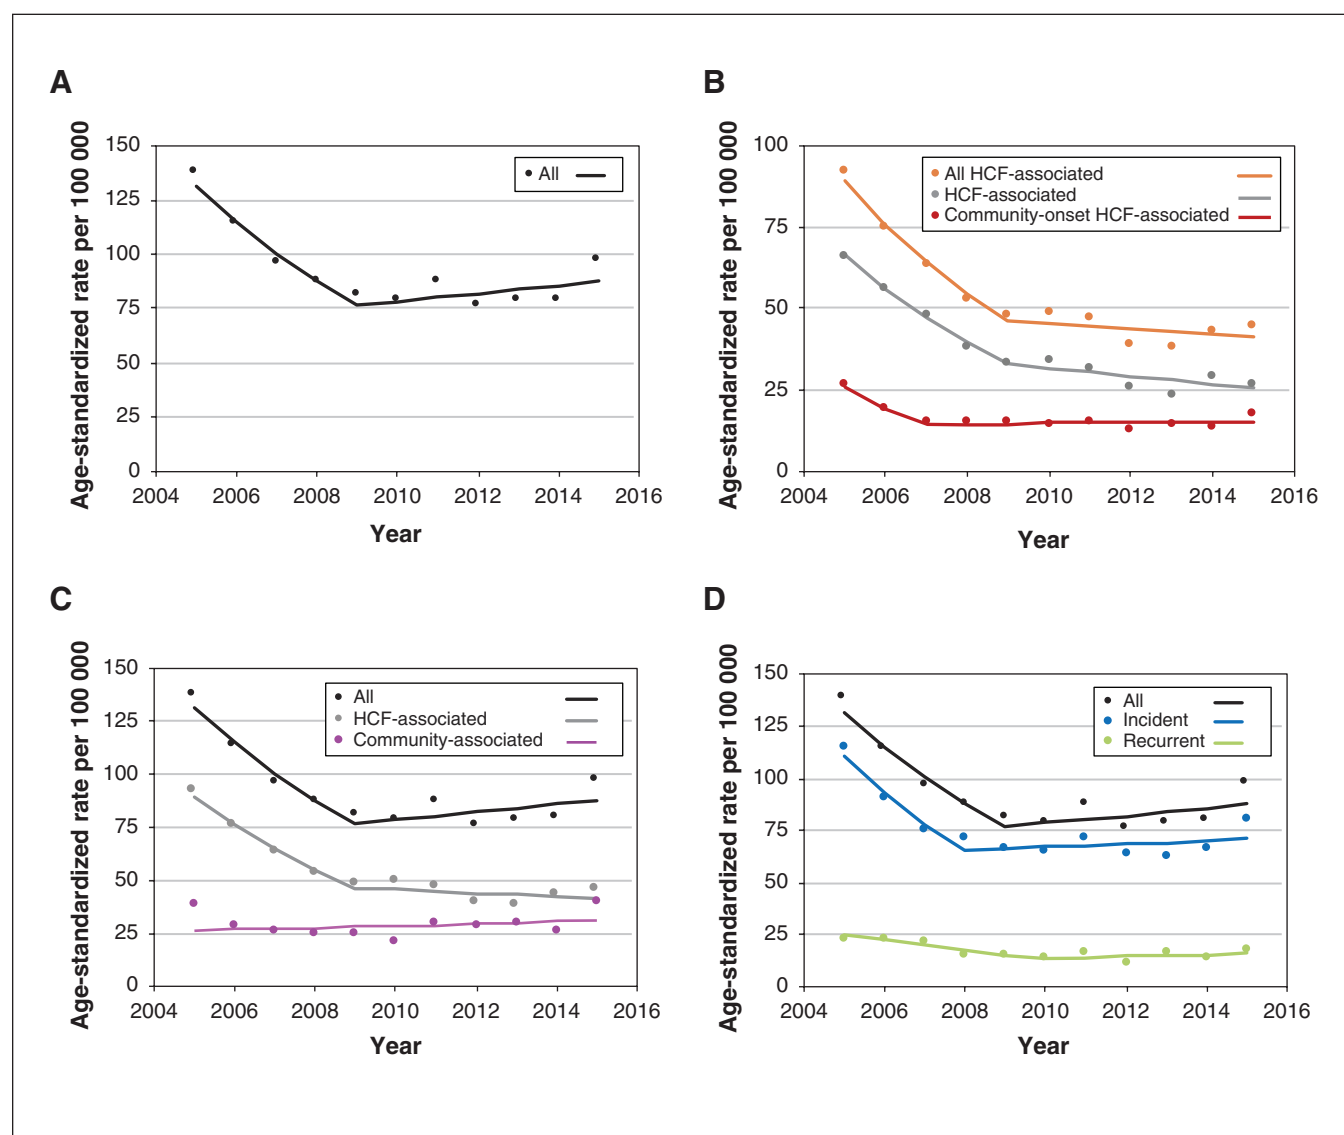 A
Age-standardized rate per 100 000
150
125
100
75
50
25
0
All
2004 2006 2008 2010 2012 2014 2016
Year
B
Age-standardized rate per 100 000
100
75
50
25
0
All HCF-associated
HCF-associated
Community-onset HCF-associated
2004 2006 2008 2010 2012 2014 2016
Year
C
Age-standardized rate per 100 000
150
125
100
75
50
25
0
All
HCF-associated
Community-associated
2004 2006 2008 2010 2012 2014 2016
Year
D
Age-standardized rate per 100 000
150
125
100
75
50
25
0
All
Incident
Recurrent
2004 2006 2008 2010 2012 2014 2016
Year